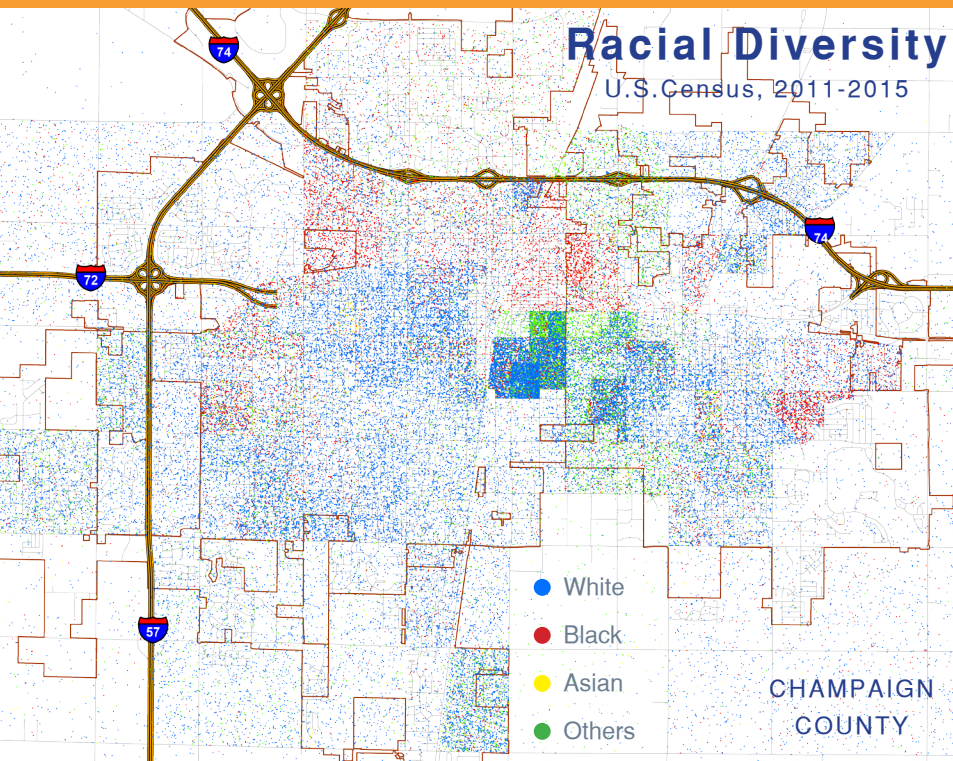 Racial Diversity
U.S.Census, 2011-2015
74
74
72
57
White
Black
Asian
Others
CHAMPAIGN
COUNTY